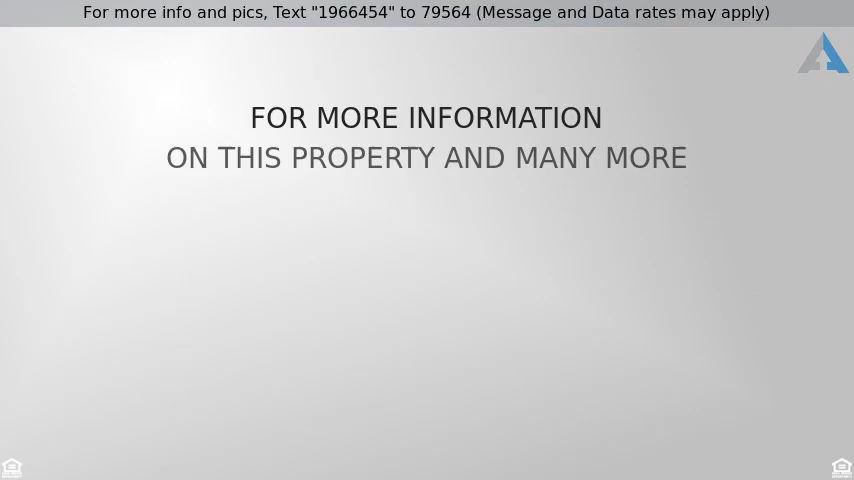 For more info and pics, Text "1966454" to 79564 (Message and Data rates may apply)
FOR MORE INFORMATION
ON THIS PROPERTY AND MANY MORE